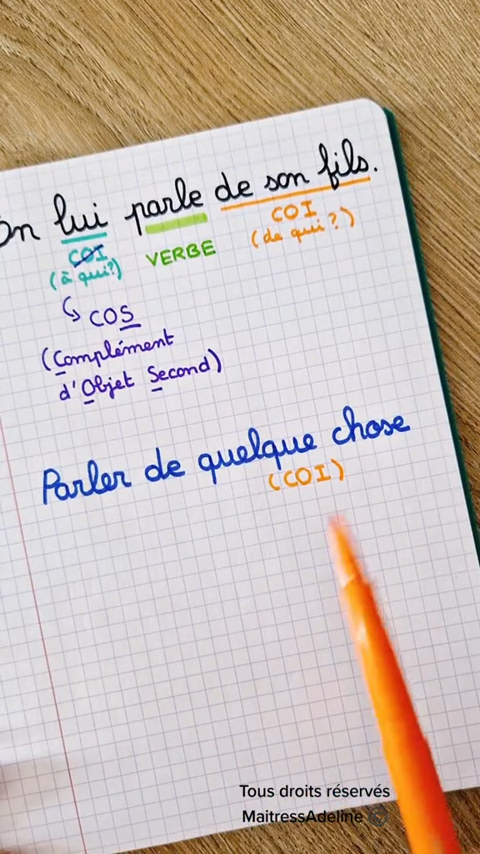 On lui parle de son fils.
COI
(à qui?)
VERBE
COI
(de qui?)
↳ COS
(Complément
d'Objet Second)
Parler de quelque chose
(COI)
Tous droits réservés
MaitressAdeline